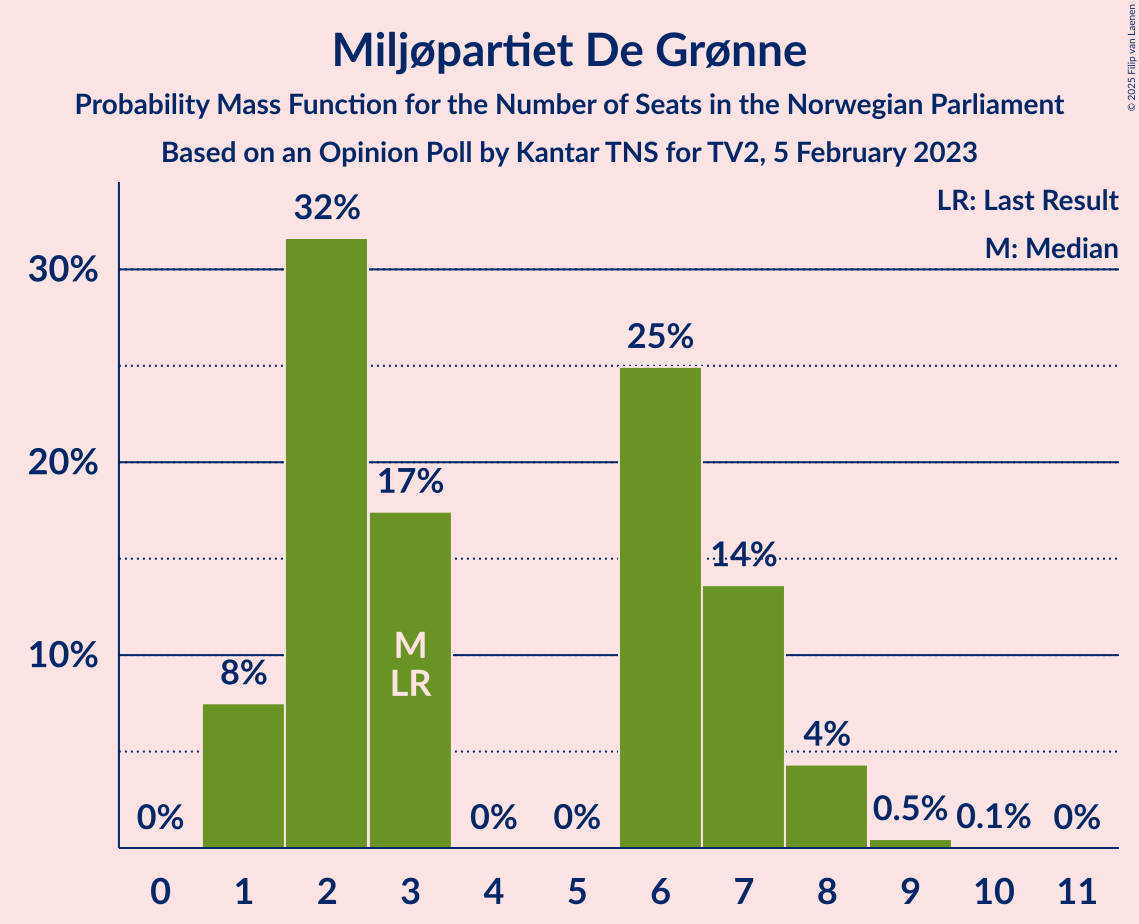 Miljøpartiet De Grønne
Probability Mass Function for the Number of Seats in the Norwegian Parliament
Based on an Opinion Poll by Kantar TNS for TV2, 5 February 2023
© 2025 Filip van Laenen
LR: Last Result
M: Median
30%
20%
10%
0%
8%
32%
17%
0%
0%
25%
14%
4%
0.5%
0.1%
0%
M
LR
0 1 2 3 4 5 6 7 8 9 10 11